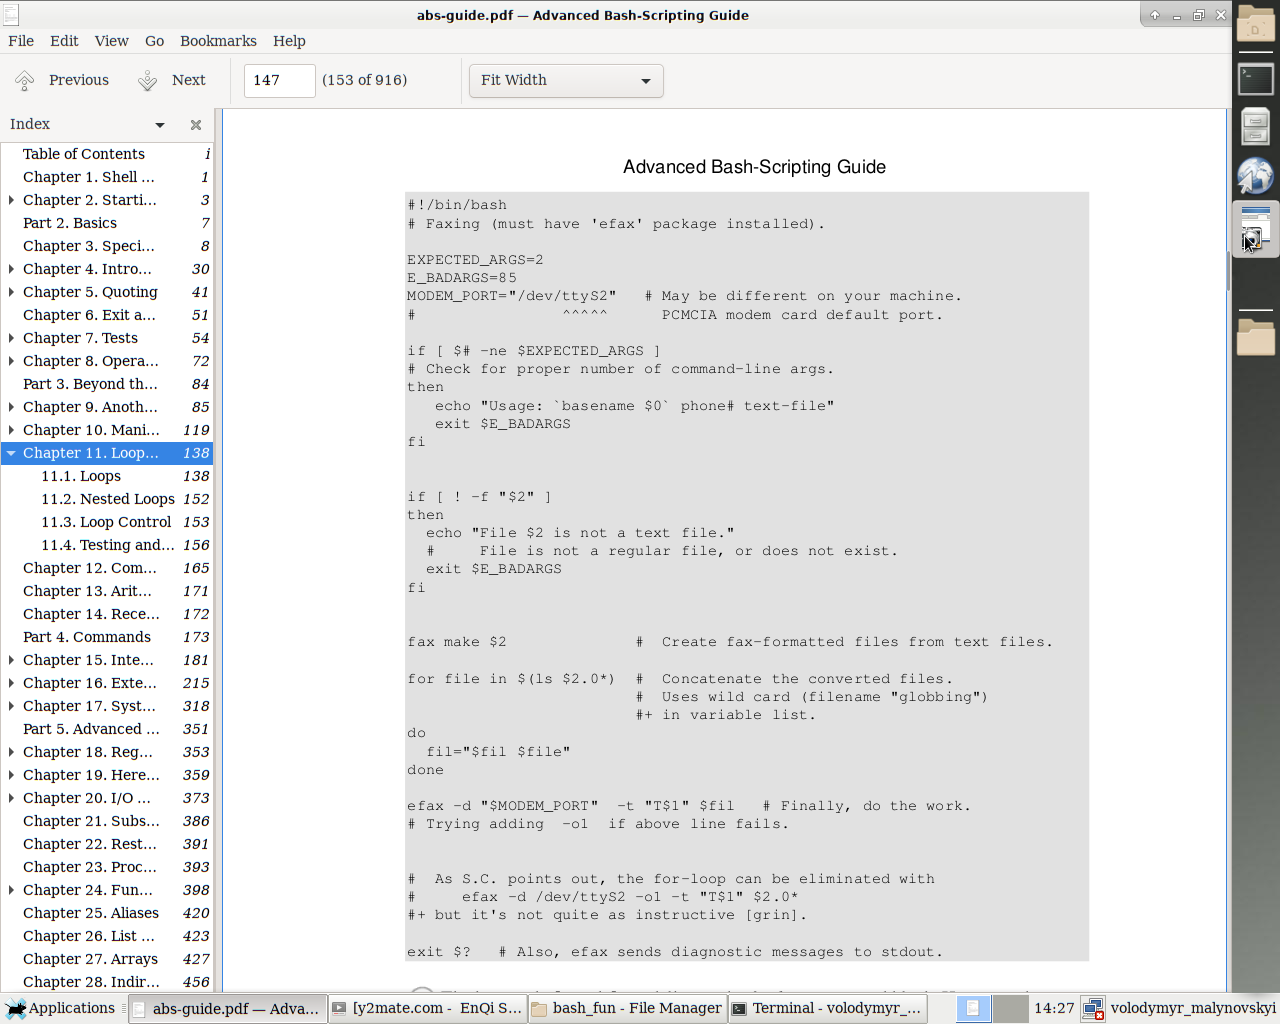 abs-guide.pdf — Advanced Bash-Scripting Guide
File Edit View Go Bookmarks Help
Previous Next 147 (153 of 916) Fit Width
Index
Table of Contents i
Chapter 1. Shell ... 1
Chapter 2. Starti... 3
Part 2. Basics 7
Chapter 3. Speci... 8
Chapter 4. Intro... 30
Chapter 5. Quoting 41
Chapter 6. Exit a... 51
Chapter 7. Tests 54
Chapter 8. Opera... 72
Part 3. Beyond th... 84
Chapter 9. Anoth... 85
Chapter 10. Mani... 119
Chapter 11. Loop... 138
11.1. Loops 138
11.2. Nested Loops 152
11.3. Loop Control 153
11.4. Testing and... 156
Chapter 12. Com... 165
Chapter 13. Arit... 171
Chapter 14. Rece... 172
Part 4. Commands 173
Chapter 15. Inte... 181
Chapter 16. Exte... 215
Chapter 17. Syst... 318
Part 5. Advanced ... 351
Chapter 18. Reg... 353
Chapter 19. Here... 359
Chapter 20. I/O ... 373
Chapter 21. Subs... 386
Chapter 22. Rest... 391
Chapter 23. Proc... 393
Chapter 24. Fun... 398
Chapter 25. Aliases 420
Chapter 26. List ... 423
Chapter 27. Arrays 427
Chapter 28. Indir... 456
Advanced Bash-Scripting Guide
#!/bin/bash
# Faxing (must have 'efax' package installed).
EXPECTED_ARGS=2
E_BADARGS=85
MODEM_PORT="/dev/ttyS2"   # May be different on your machine.
#                ^^^^^      PCMCIA modem card default port.
if [ $# -ne $EXPECTED_ARGS ]
# Check for proper number of command-line args.
then
   echo "Usage: `basename $0` phone# text-file"
   exit $E_BADARGS
fi
if [ ! -f "$2" ]
then
  echo "File $2 is not a text file."
  #     File is not a regular file, or does not exist.
  exit $E_BADARGS
fi
fax make $2              #  Create fax-formatted files from text files.
for file in $(ls $2.0*)  #  Concatenate the converted files.
                         #  Uses wild card (filename "globbing")
                         #+ in variable list.
do
  fil="$fil $file"
done
efax -d "$MODEM_PORT"  -t "T$1" $fil   # Finally, do the work.
# Trying adding  -o1  if above line fails.
#  As S.C. points out, the for-loop can be eliminated with
#     efax -d /dev/ttyS2 -o1 -t "T$1" $2.0*
#+ but it's not quite as instructive [grin].
exit $?   # Also, efax sends diagnostic messages to stdout.
Applications abs-guide.pdf — Adva... [y2mate.com - EnQi S... bash_fun - File Manager Terminal - volodymyr_... 14:27 volodymyr_malynovskyi